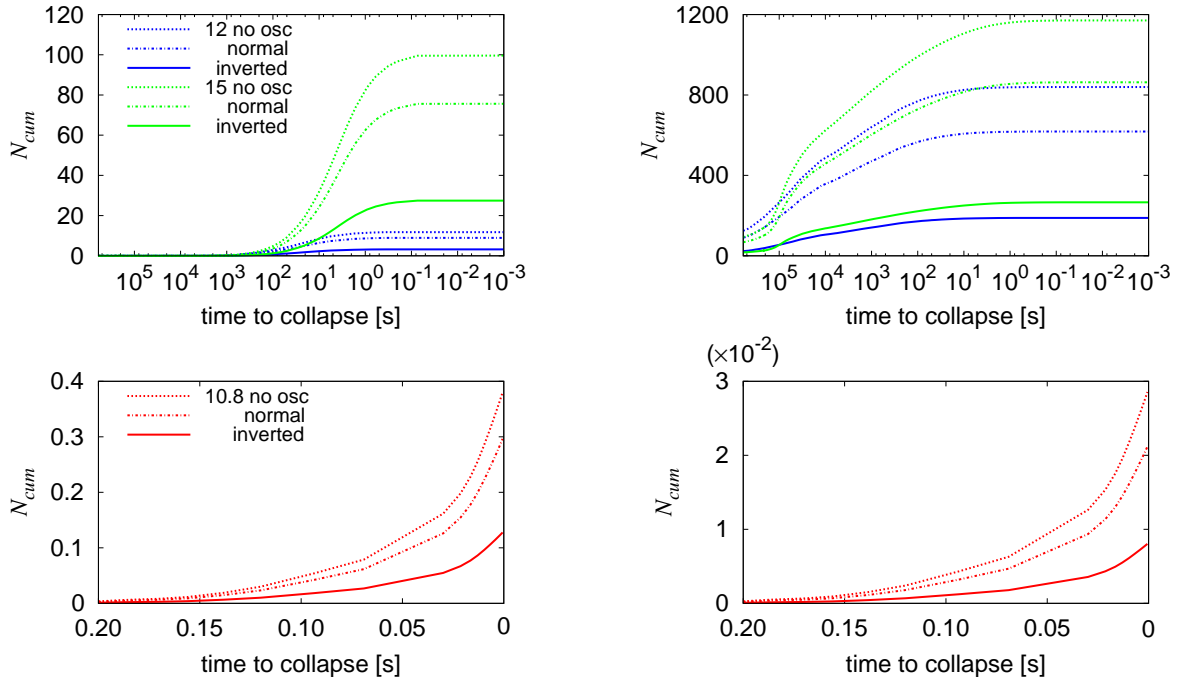 120
100
80
60
40
20
0
N_cum
12 no osc
normal
inverted
15 no osc
normal
inverted
10^5 10^4 10^3 10^2 10^1 10^0 10^-1 10^-2 10^-3
time to collapse [s]
1200
800
400
0
N_cum
10^5 10^4 10^3 10^2 10^1 10^0 10^-1 10^-2 10^-3
time to collapse [s]
0.4
0.3
0.2
0.1
0
N_cum
10.8 no osc
normal
inverted
0.20 0.15 0.10 0.05 0
time to collapse [s]
(×10^-2)
3
2
1
0
N_cum
0.20 0.15 0.10 0.05 0
time to collapse [s]